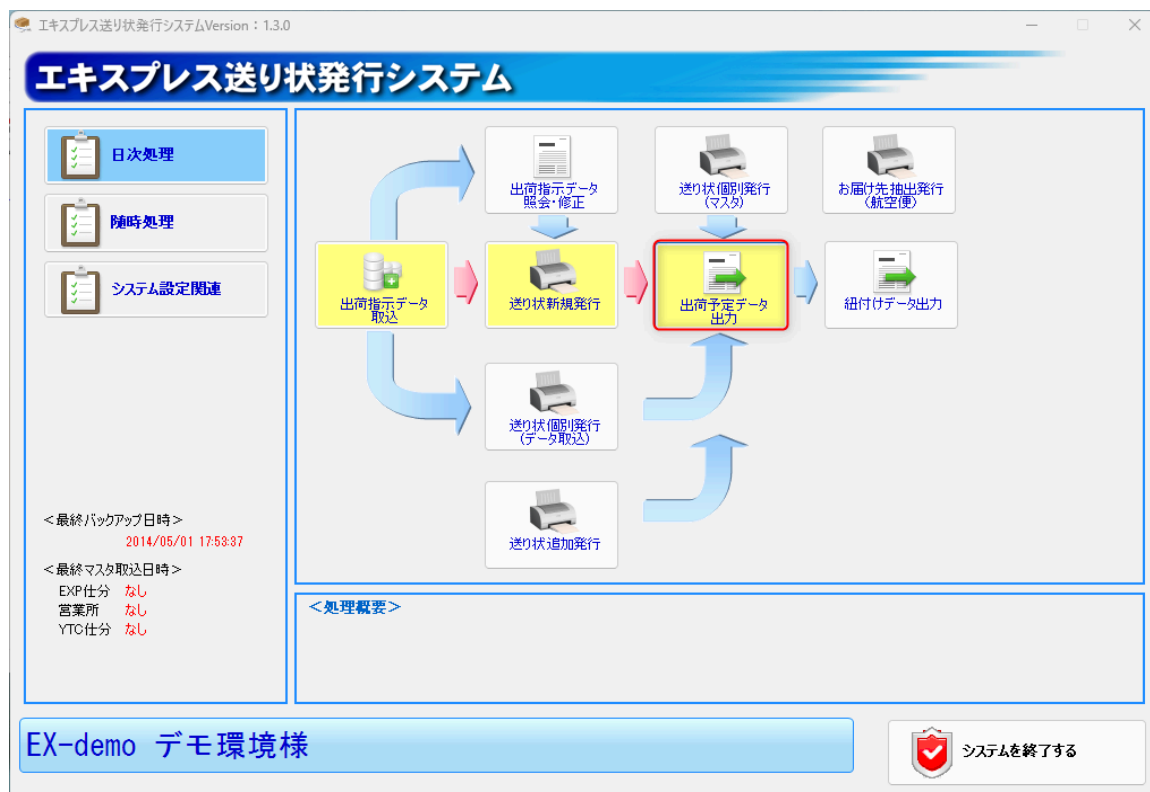 エキスプレス送り状発行システムVersion：1.3.0
エキスプレス送り状発行システム
日次処理
随時処理
システム設定関連
出荷指示データ
照会・修正
送り状個別発行
(マスタ)
お届け先抽出発行
(航空便)
出荷指示データ
取込
送り状新規発行
出荷予定データ
出力
紐付けデータ出力
送り状個別発行
(データ取込)
送り状追加発行
＜最終バックアップ日時＞
2014/05/01 17:53:37
＜最終マスタ取込日時＞
EXP仕分 なし
営業所 なし
YTC仕分 なし
＜処理概要＞
EX-demo デモ環境様
システムを終了する